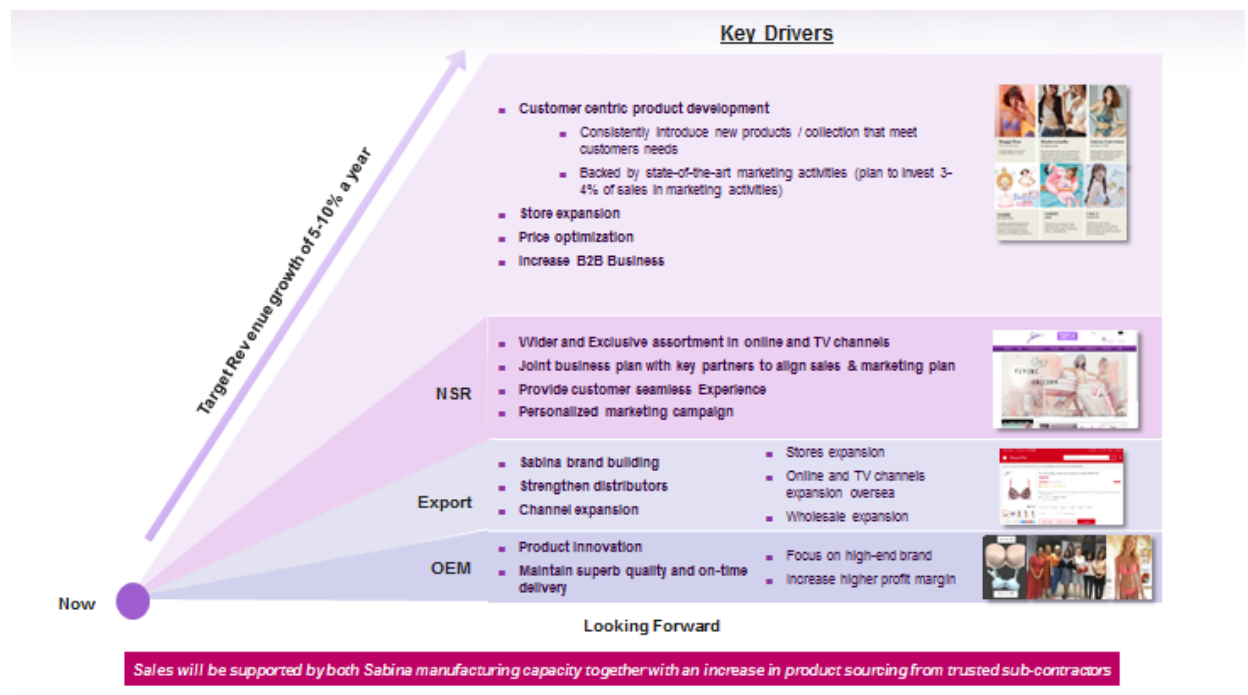 Key Drivers
Target Revenue growth of 5-10% a year
Customer centric product development
Consistently introduce new products / collection that meet
customers needs
Backed by state-of-the-art marketing activities (plan to invest 3-
4% of sales in marketing activities)
Store expansion
Price optimization
Increase B2B Business
NSR
Wider and Exclusive assortment in online and TV channels
Joint business plan with key partners to align sales & marketing plan
Provide customer seamless Experience
Personalized marketing campaign
Export
Sabina brand building
Strengthen distributors
Channel expansion
Stores expansion
Online and TV channels
expansion oversea
Wholesale expansion
OEM
Product innovation
Maintain superb quality and on-time
delivery
Focus on high-end brand
Increase higher profit margin
Now
Looking Forward
Sales will be supported by both Sabina manufacturing capacity together with an increase in product sourcing from trusted sub-contractors